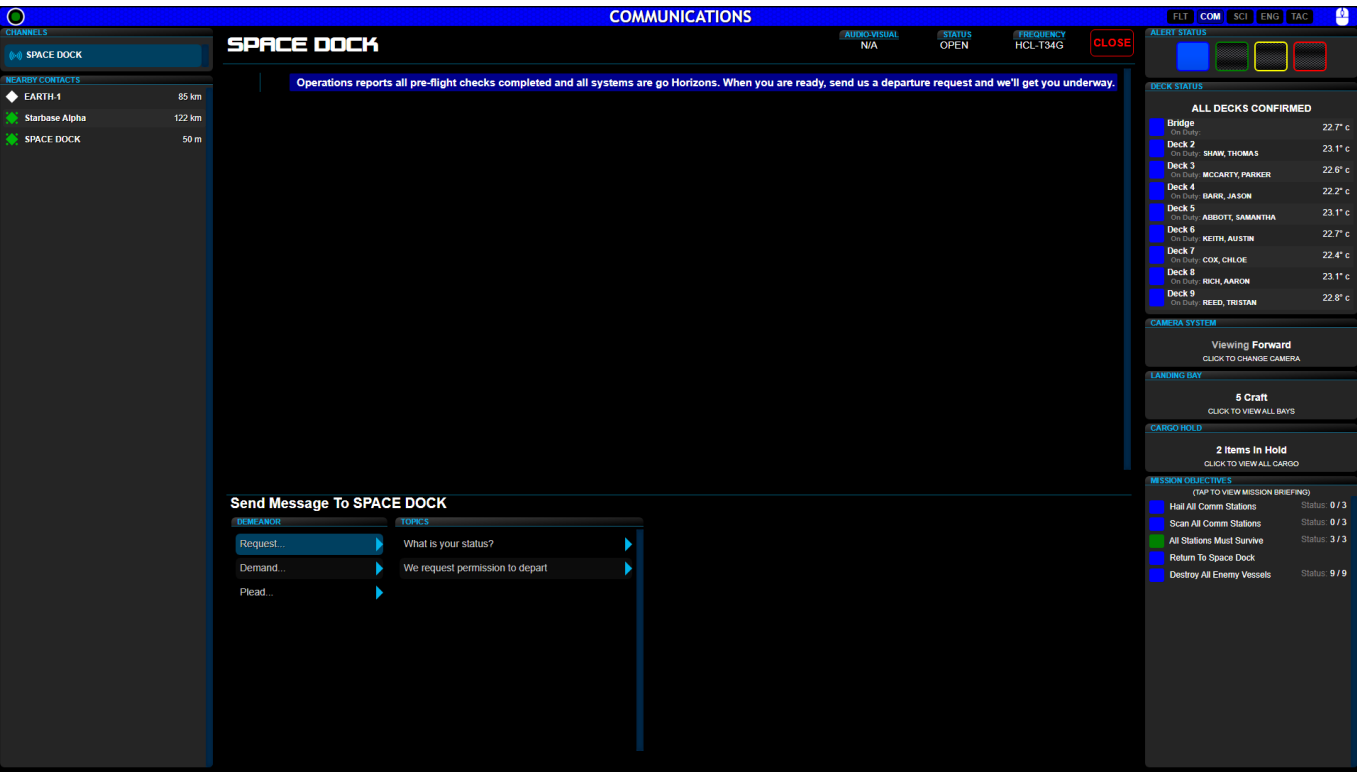 COMMUNICATIONS
FLT COM SCI ENG TAC
CHANNELS
SPACE DOCK
NEARBY CONTACTS
EARTH-1 85 km
Starbase Alpha 122 km
SPACE DOCK 50 m
SPACE DOCK
AUDIO-VISUAL
N/A
STATUS
OPEN
FREQUENCY
HCL-T34G
CLOSE
Operations reports all pre-flight checks completed and all systems are go Horizons. When you are ready, send us a departure request and we'll get you underway.
Send Message To SPACE DOCK
DEMEANOR
Request...
Demand...
Plead...
TOPICS
What is your status?
We request permission to depart
ALERT STATUS
DECK STATUS
ALL DECKS CONFIRMED
Bridge 22.7° c
On Duty:
Deck 2 23.1° c
On Duty: SHAW, THOMAS
Deck 3 22.6° c
On Duty: MCCARTY, PARKER
Deck 4 22.2° c
On Duty: BARR, JASON
Deck 5 23.1° c
On Duty: ABBOTT, SAMANTHA
Deck 6 22.7° c
On Duty: KEITH, AUSTIN
Deck 7 22.4° c
On Duty: COX, CHLOE
Deck 8 23.1° c
On Duty: RICH, AARON
Deck 9 22.8° c
On Duty: REED, TRISTAN
CAMERA SYSTEM
Viewing Forward
CLICK TO CHANGE CAMERA
LANDING BAY
5 Craft
CLICK TO VIEW ALL BAYS
CARGO HOLD
2 Items In Hold
CLICK TO VIEW ALL CARGO
MISSION OBJECTIVES
(TAP TO VIEW MISSION BRIEFING)
Hail All Comm Stations Status: 0 / 3
Scan All Comm Stations Status: 0 / 3
All Stations Must Survive Status: 3 / 3
Return To Space Dock
Destroy All Enemy Vessels Status: 9 / 9